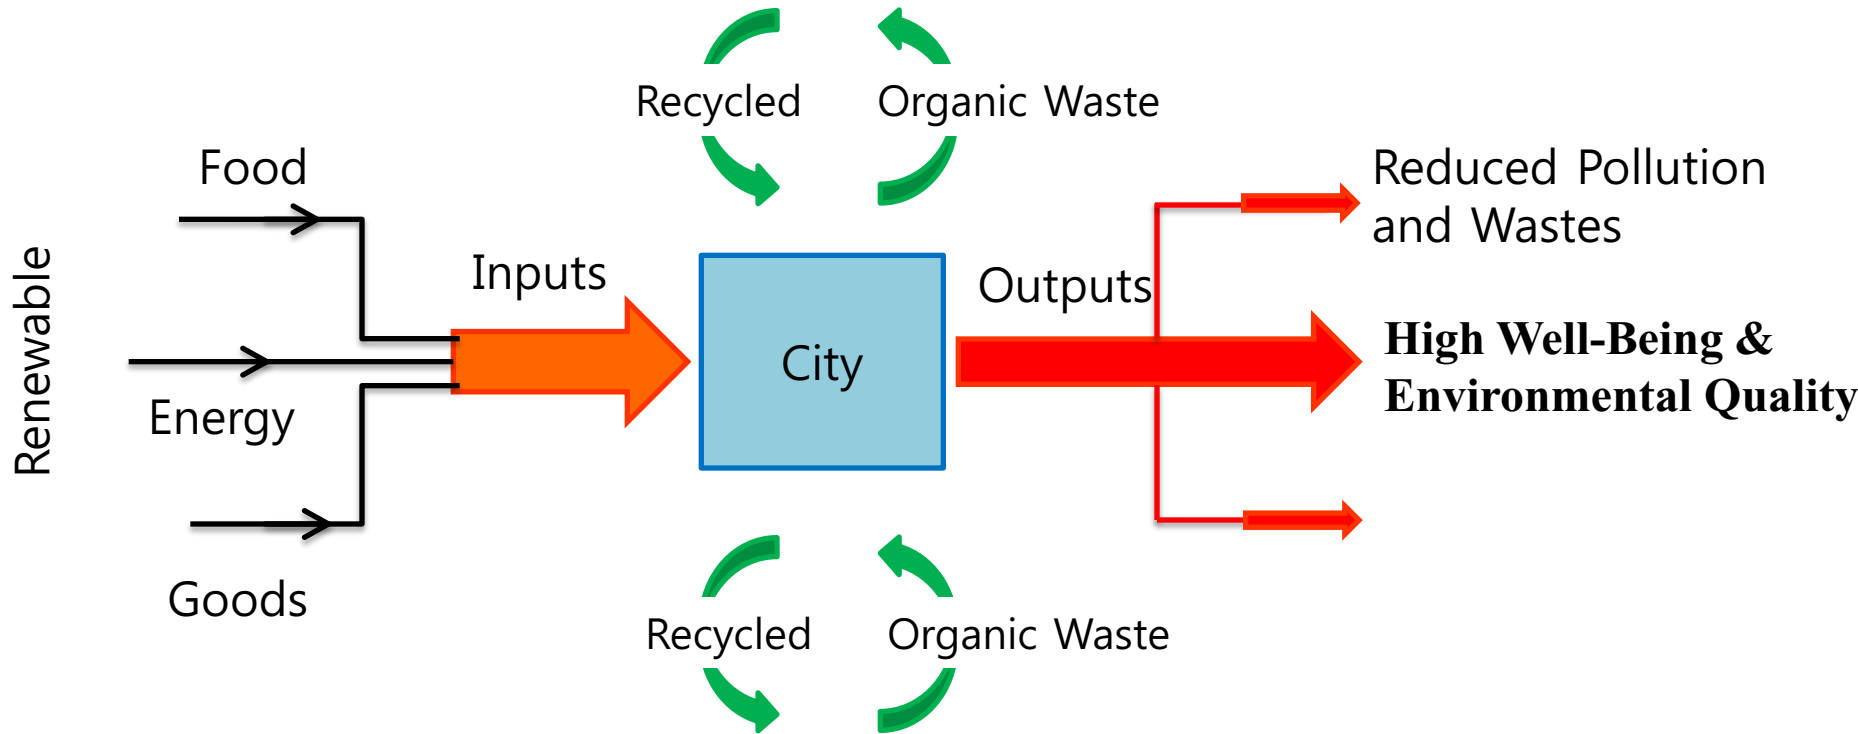 Recycled
Organic Waste
Food
Reduced Pollution
and Wastes
Renewable
Inputs
Outputs
City
High Well-Being &
Environmental Quality
Energy
Goods
Recycled
Organic Waste